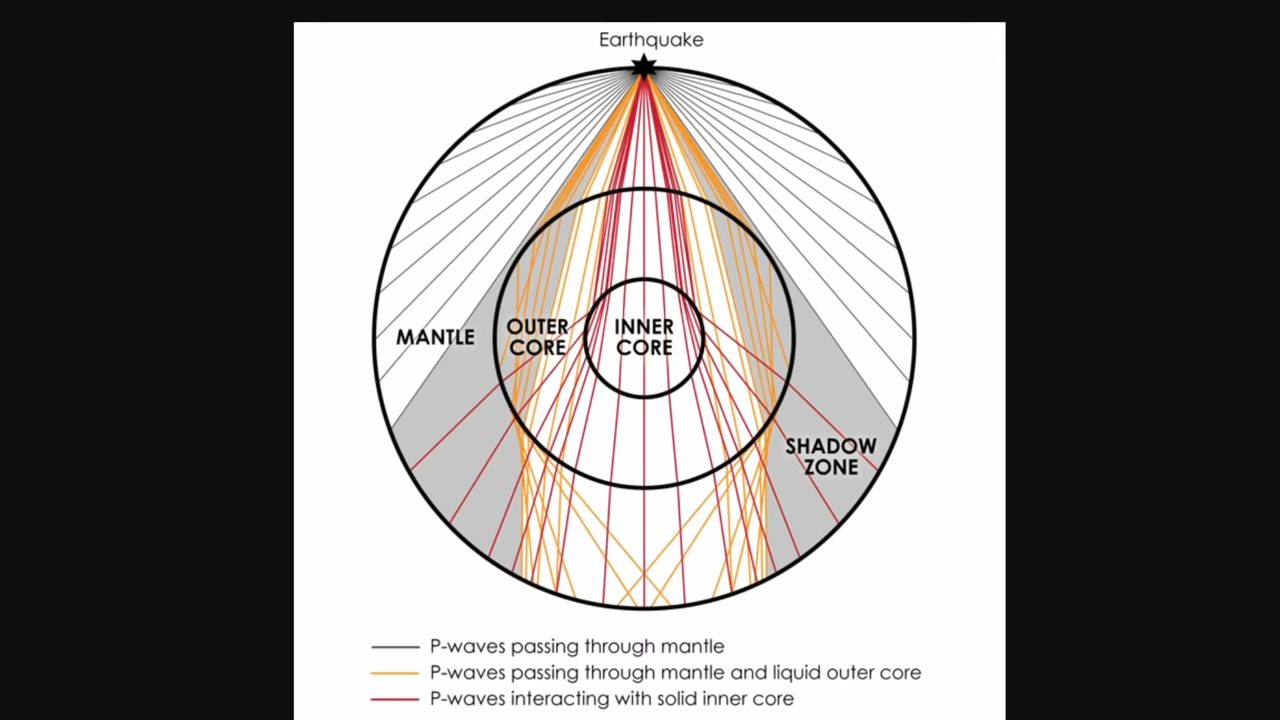 Earthquake
MANTLE
OUTER
CORE
INNER
CORE
SHADOW
ZONE
P-waves passing through mantle
P-waves passing through mantle and liquid outer core
P-waves interacting with solid inner core